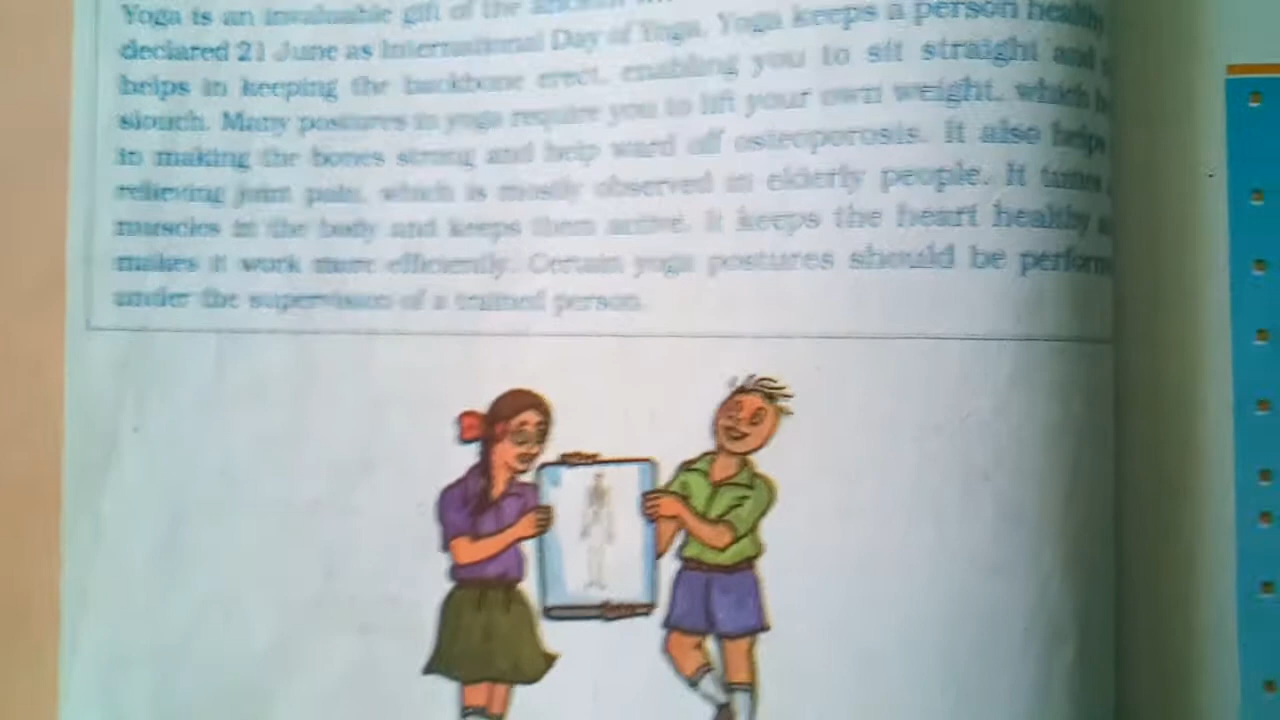 Yoga is an invaluable gift of the ancient
declared 21 June as International Day of Yoga. Yoga keeps a person healthy
helps in keeping the backbone erect, enabling you to sit straight and
slouch. Many postures in yoga require you to lift your own weight, which
in making the bones strong and help ward off osteoporosis. It also helps
relieving joint pain, which is mostly observed in elderly people. It tunes
muscles in the body and keeps them active. It keeps the heart healthy
makes it work more efficiently. Certain yoga postures should be perform
under the supervision of a trained person.